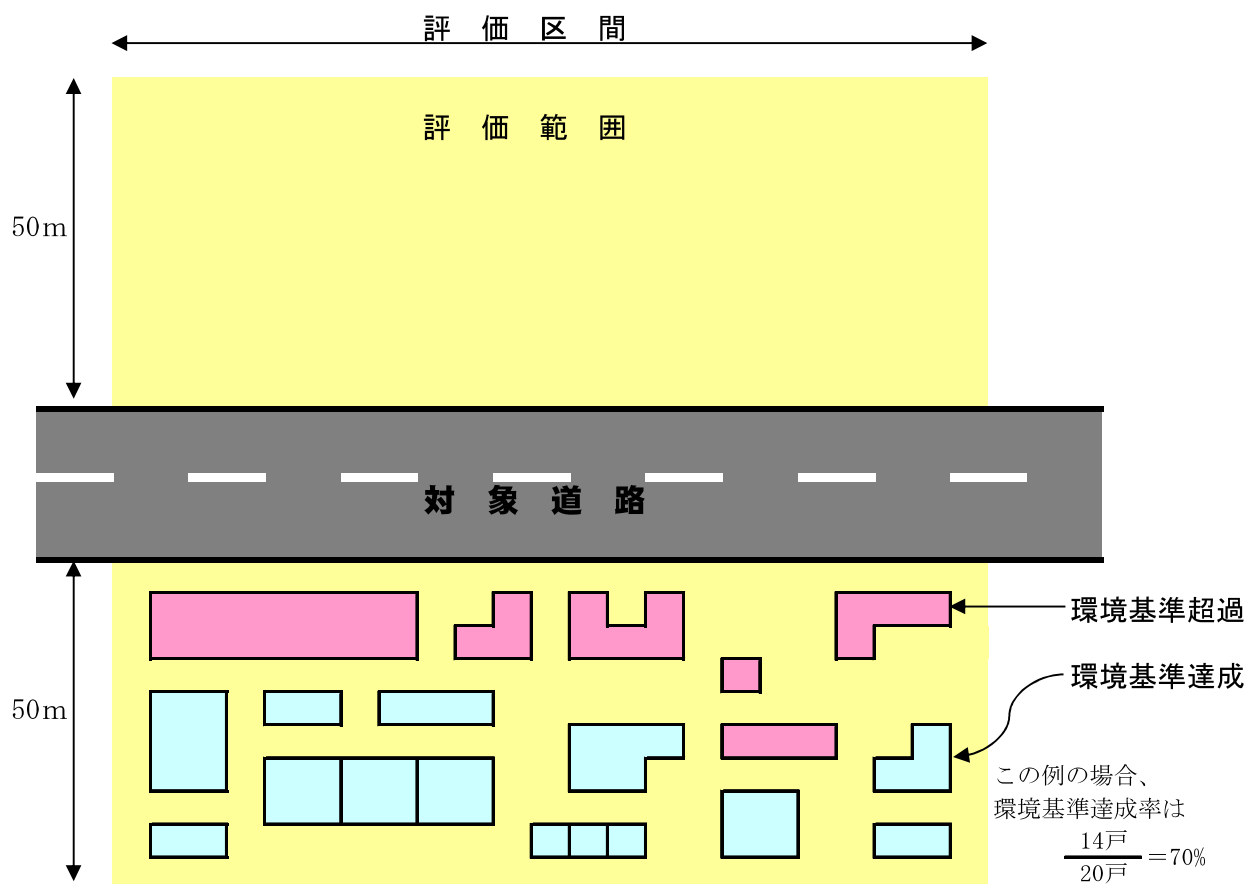 評価区間
評価範囲
50m
対象道路
環境基準超過
環境基準達成
50m
この例の場合、
環境基準達成率は
14戸
20戸
=70%